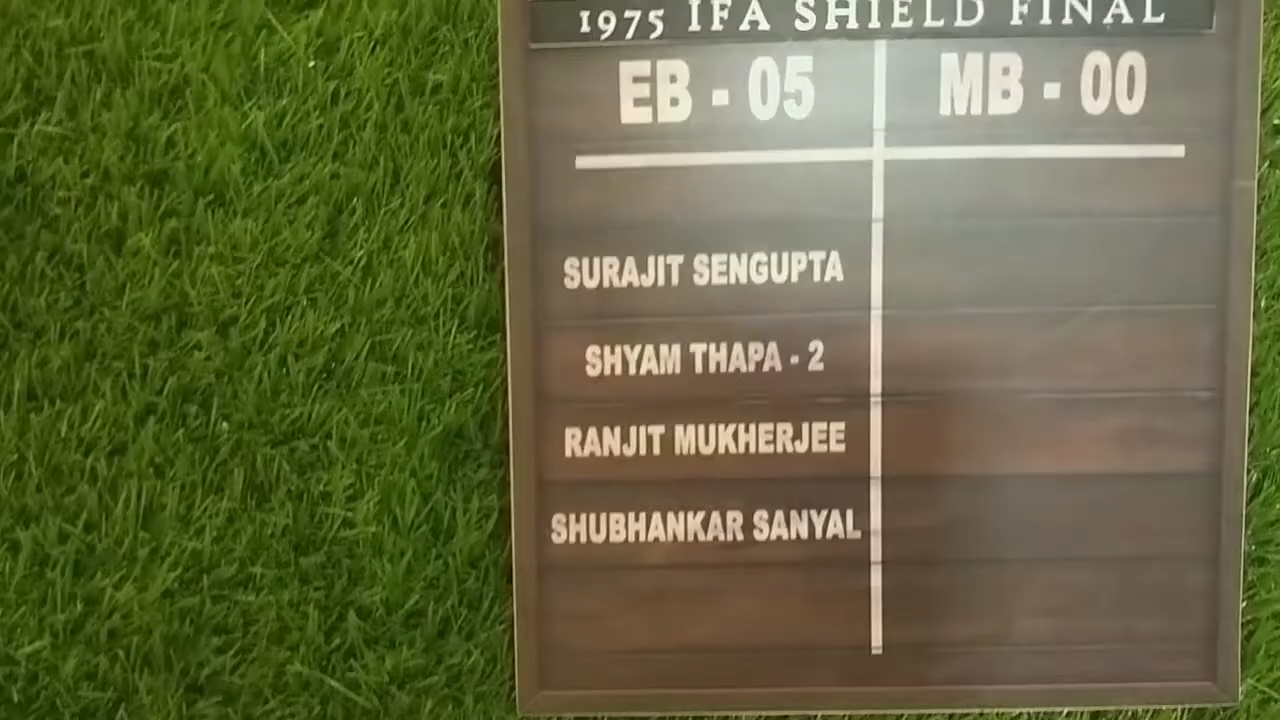 1975 IFA SHIELD FINAL
EB - 05 MB - 00
SURAJIT SENGUPTA
SHYAM THAPA - 2
RANJIT MUKHERJEE
SHUBHANKAR SANYAL